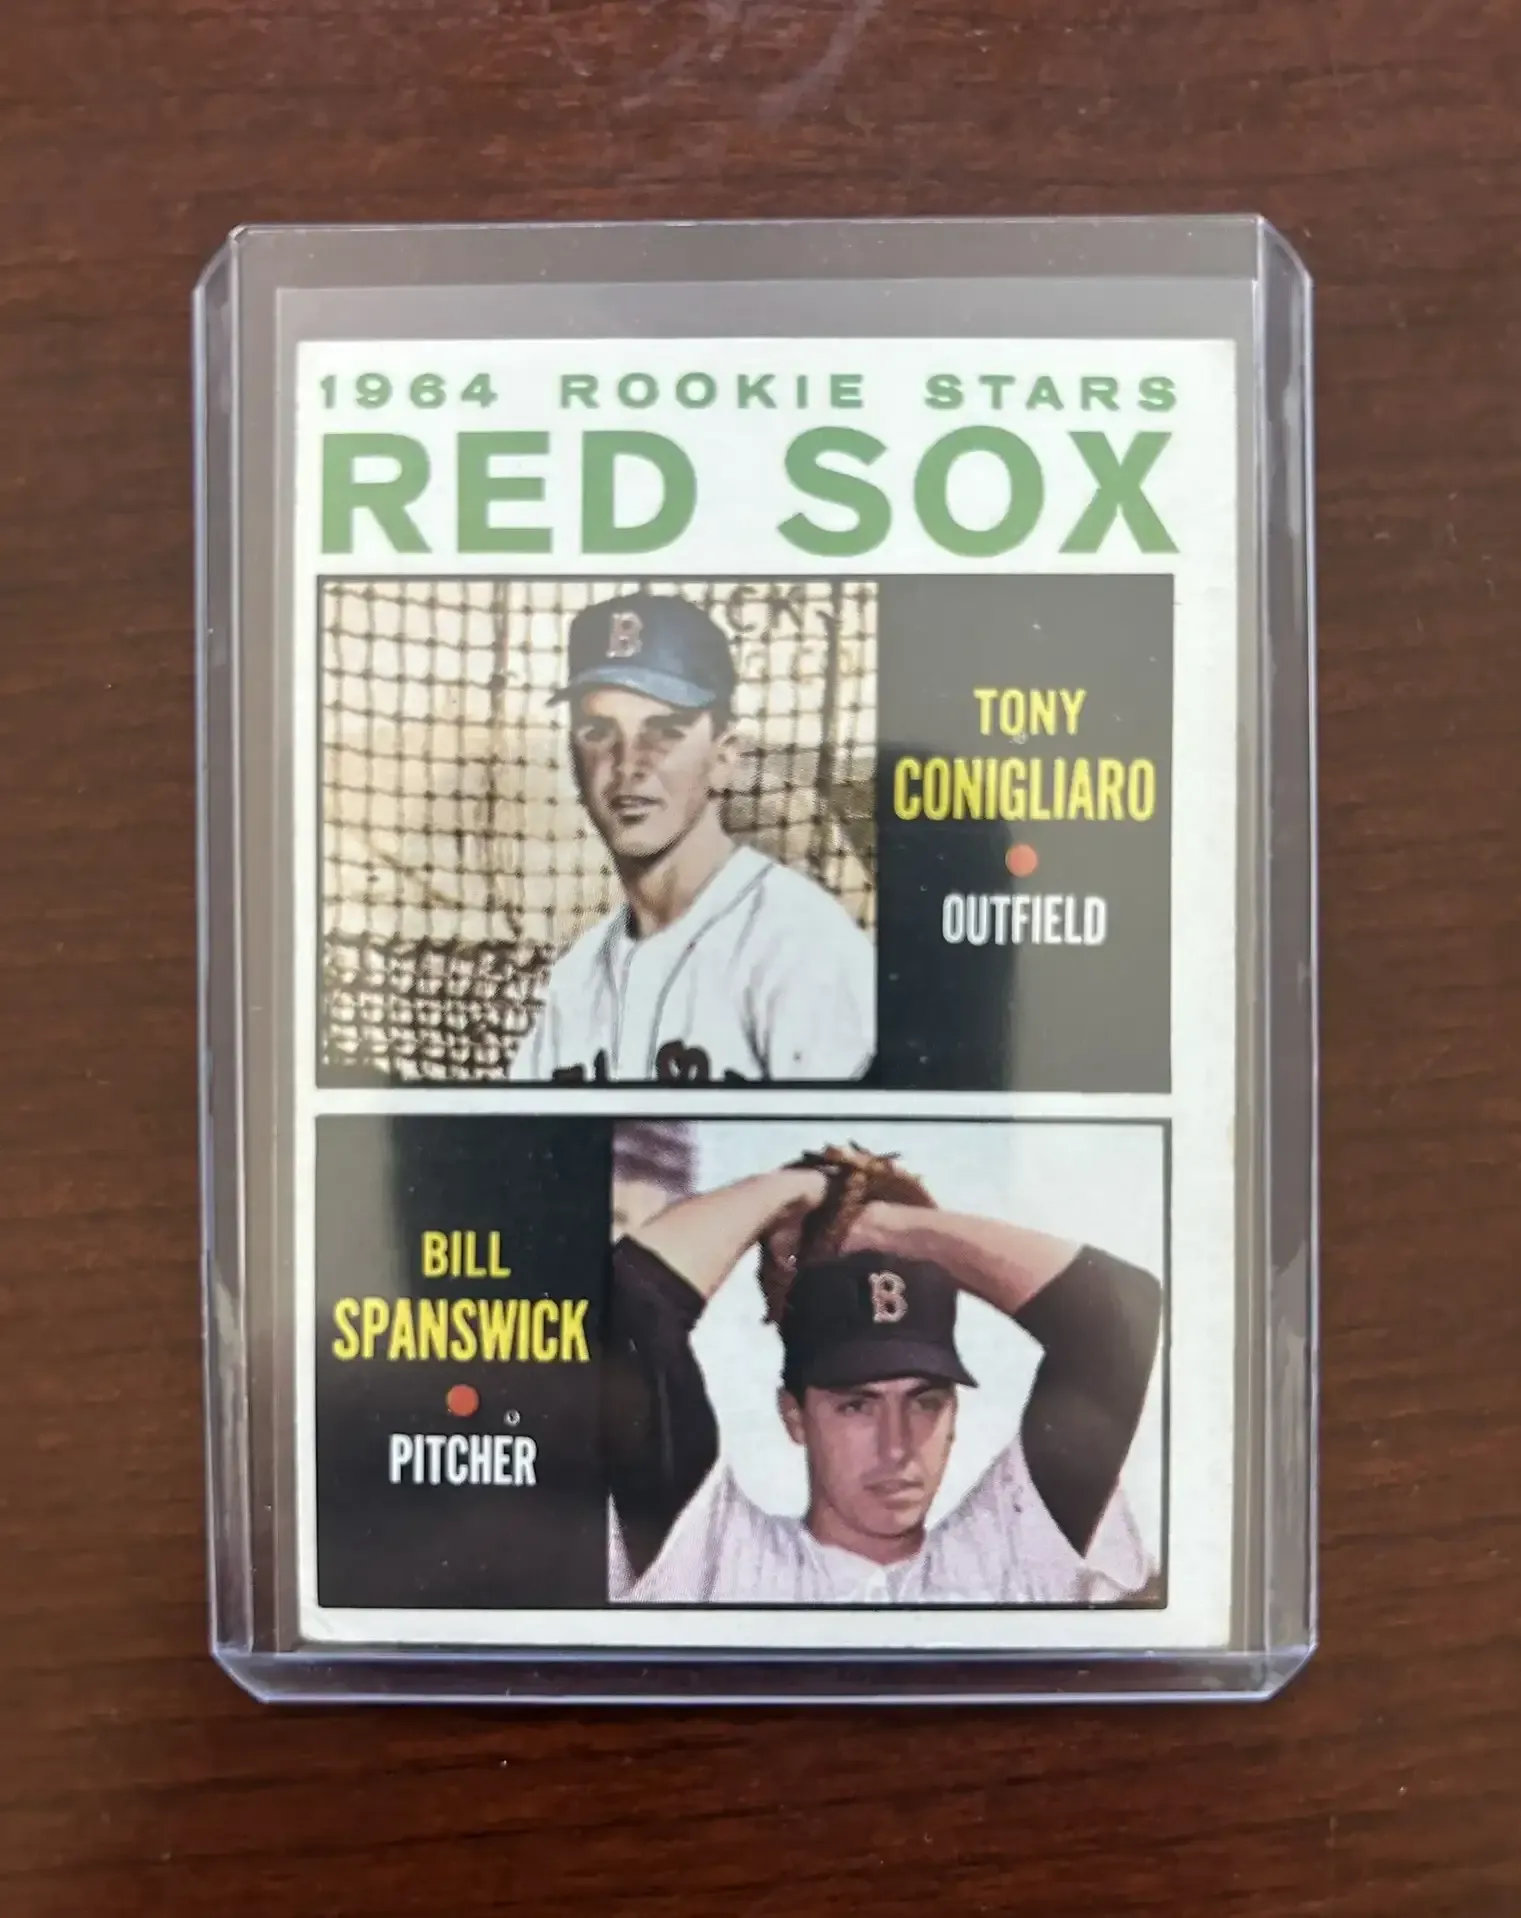 1964 ROOKIE STARS
RED SOX
B
TONY
CONIGLIARO
OUTFIELD
BILL
SPANSWICK
PITCHER
B